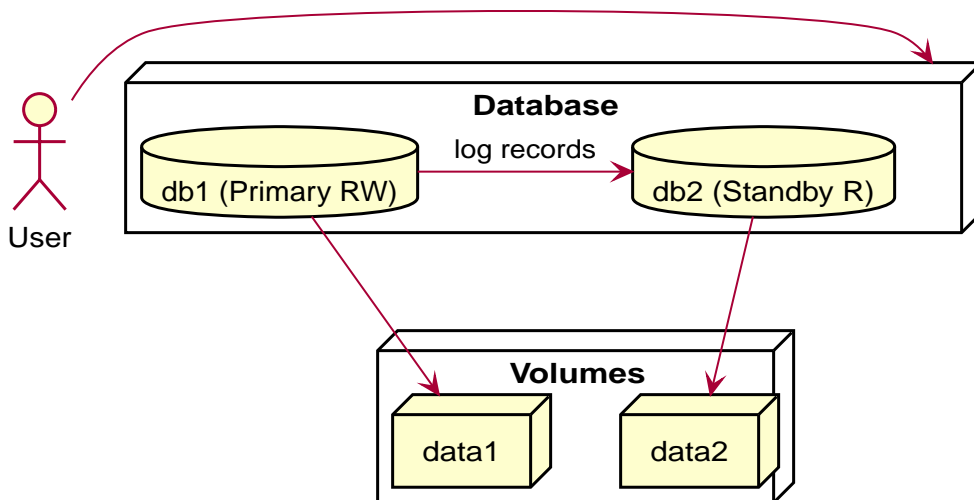 Database
log records
db1 (Primary RW)
db2 (Standby R)
User
Volumes
data1
data2